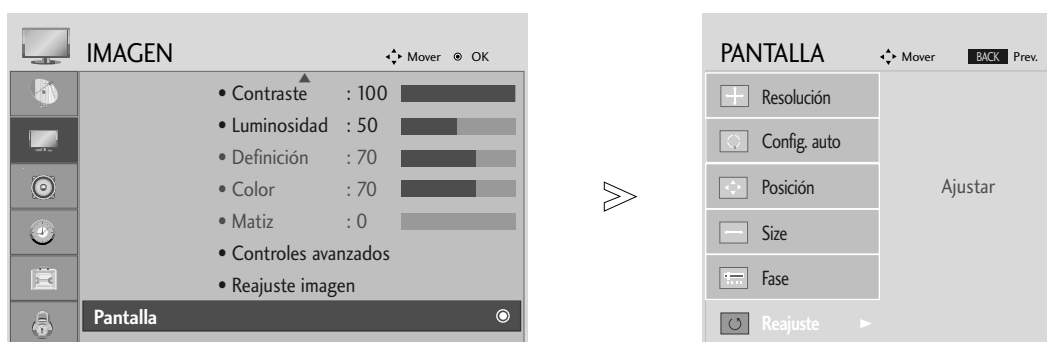 IMAGEN Mover OK
• Contraste : 100
• Luminosidad : 50
• Definición : 70
• Color : 70
• Matiz : 0
• Controles avanzados
• Reajuste imagen
Pantalla
PANTALLA Mover BACK Prev.
Resolución
Config. auto
Posición
Size
Fase
Reajuste
Ajustar